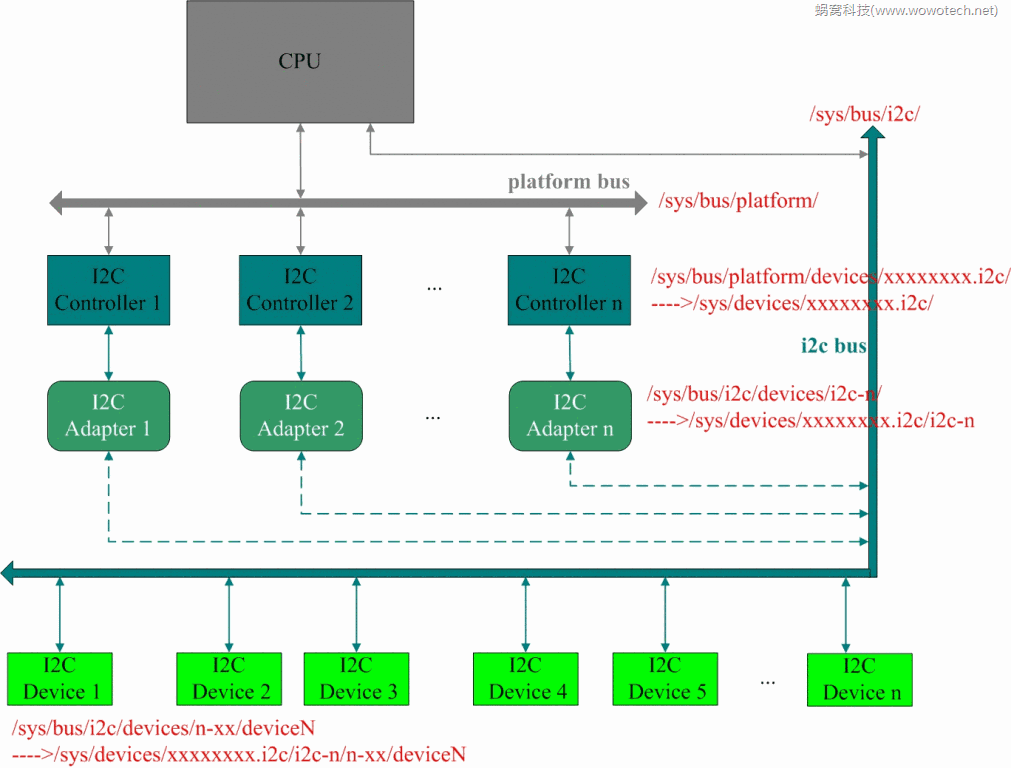 蜗窝科技(www.wowotech.net)
CPU
/sys/bus/i2c/
platform bus
/sys/bus/platform/
I2C
Controller 1
I2C
Controller 2
...
I2C
Controller n
/sys/bus/platform/devices/xxxxxxxx.i2c/
---->/sys/devices/xxxxxxxx.i2c/
i2c bus
I2C
Adapter 1
I2C
Adapter 2
...
I2C
Adapter n
/sys/bus/i2c/devices/i2c-n/
---->/sys/devices/xxxxxxxx.i2c/i2c-n
I2C
Device 1
I2C
Device 2
I2C
Device 3
I2C
Device 4
I2C
Device 5
...
I2C
Device n
/sys/bus/i2c/devices/n-xx/deviceN
---->/sys/devices/xxxxxxxx.i2c/i2c-n/n-xx/deviceN